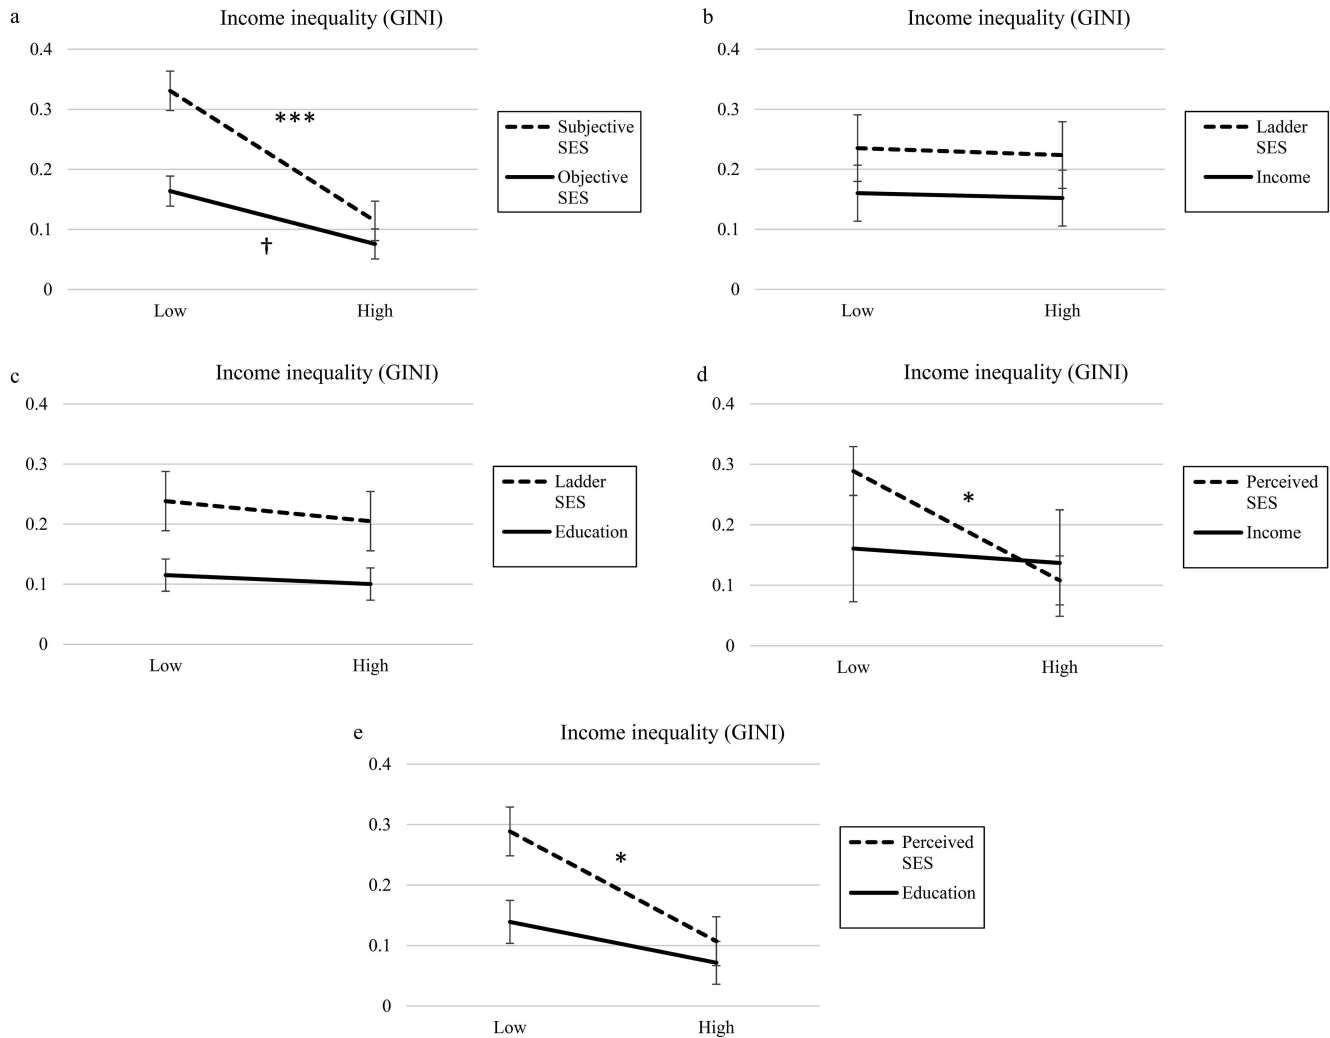 a
Income inequality (GINI)
0.4
0.3
0.2
0.1
0
***
†
Low
High
Subjective
SES
Objective
SES
b
Income inequality (GINI)
0.4
0.3
0.2
0.1
0
Low
High
Ladder
SES
Income
c
Income inequality (GINI)
0.4
0.3
0.2
0.1
0
Low
High
Ladder
SES
Education
d
Income inequality (GINI)
0.4
0.3
0.2
0.1
0
*
Low
High
Perceived
SES
Income
e
Income inequality (GINI)
0.4
0.3
0.2
0.1
0
*
Low
High
Perceived
SES
Education